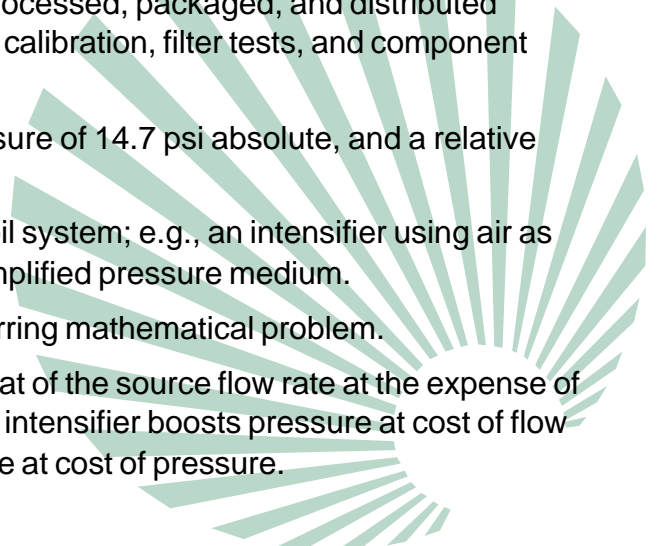 ocessed, packaged, and distributed
calibration, filter tests, and component
sure of 14.7 psi absolute, and a relative
il system; e.g., an intensifier using air as
mplified pressure medium.
rring mathematical problem.
at of the source flow rate at the expense of
intensifier boosts pressure at cost of flow
e at cost of pressure.